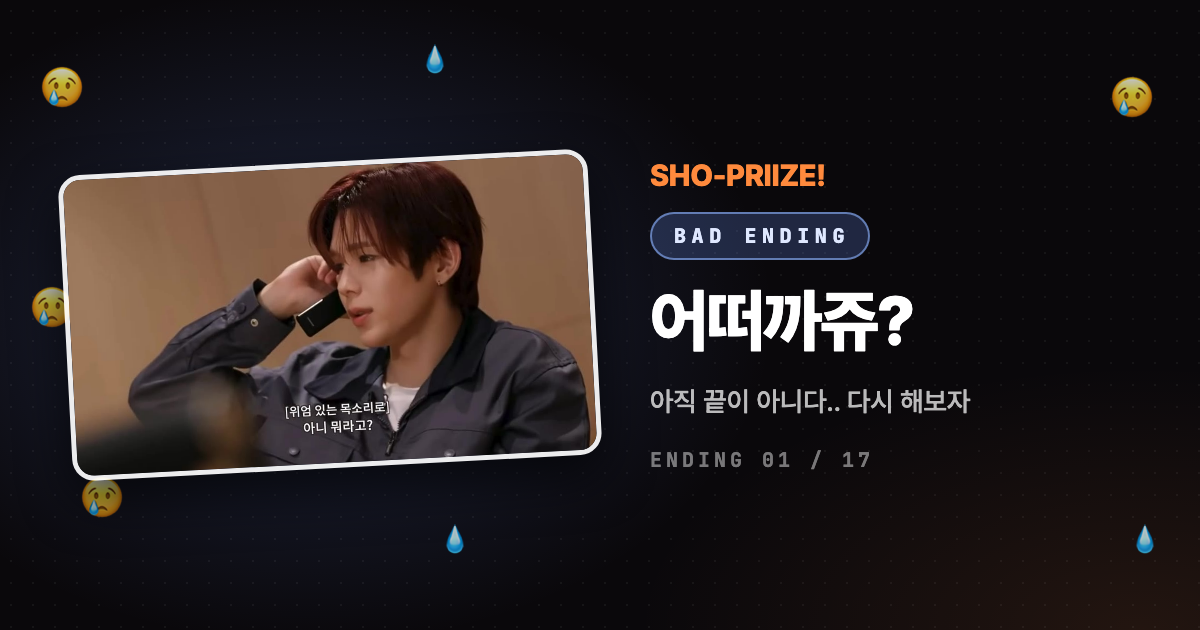 SHO-PRIIZE!
BAD ENDING
어떠까쥬?
아직 끝이 아니다.. 다시 해보자
ENDING 01 / 17
[위엄 있는 목소리로]
아니 뭐라고?